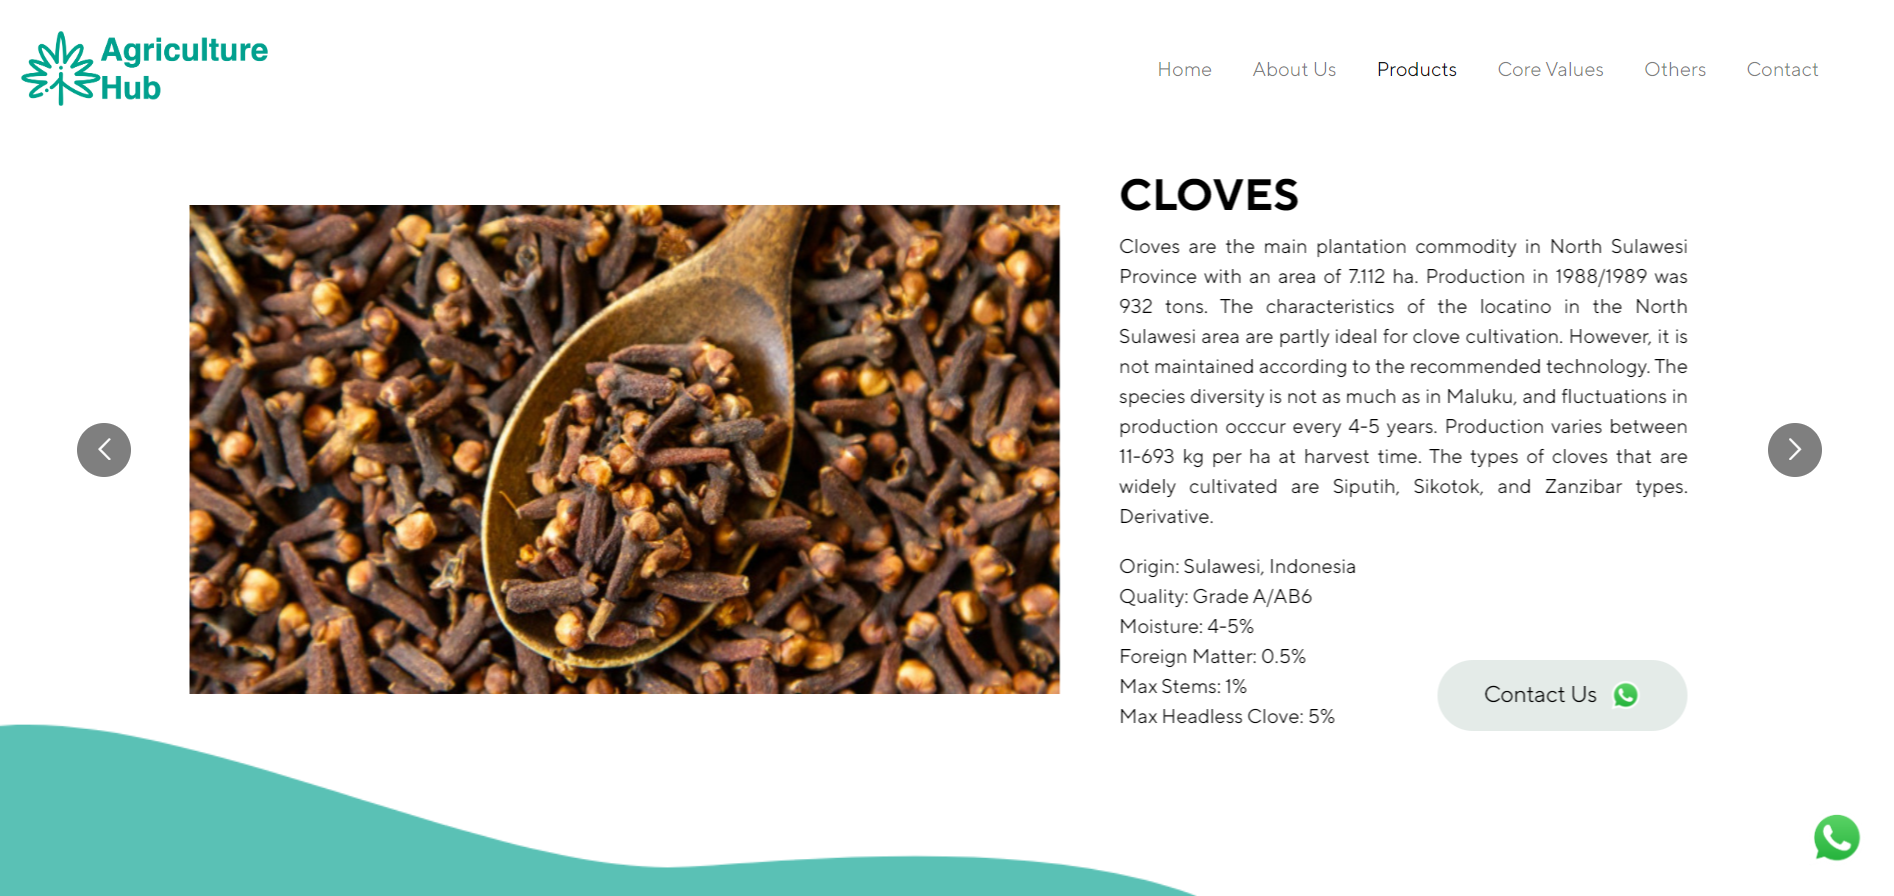 Agriculture
Hub
Home About Us Products Core Values Others Contact
CLOVES
Cloves are the main plantation commodity in North Sulawesi
Province with an area of 7.112 ha. Production in 1988/1989 was
932 tons. The characteristics of the locatino in the North
Sulawesi area are partly ideal for clove cultivation. However, it is
not maintained according to the recommended technology. The
species diversity is not as much as in Maluku, and fluctuations in
production occcur every 4-5 years. Production varies between
11-693 kg per ha at harvest time. The types of cloves that are
widely cultivated are Siputih, Sikotok, and Zanzibar types.
Derivative.
Origin: Sulawesi, Indonesia
Quality: Grade A/AB6
Moisture: 4-5%
Foreign Matter: 0.5%
Max Stems: 1%
Max Headless Clove: 5%
Contact Us